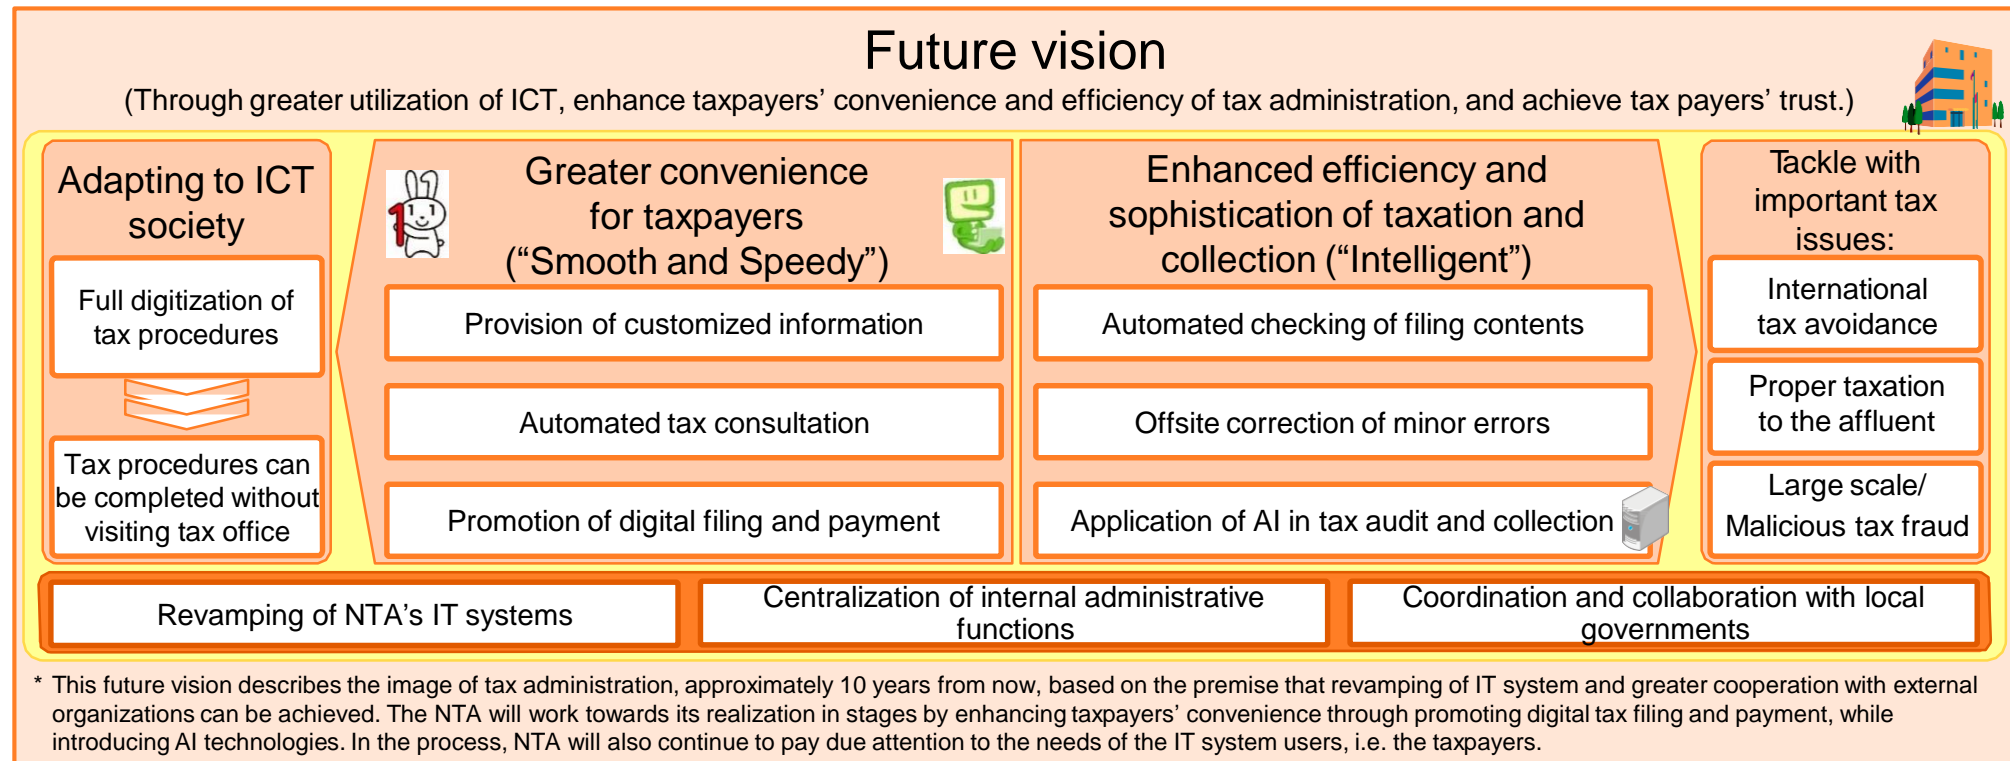 Future vision
(Through greater utilization of ICT, enhance taxpayers’ convenience and efficiency of tax administration, and achieve tax payers’ trust.)
Adapting to ICT
society
Full digitization of
tax procedures
Tax procedures can
be completed without
visiting tax office
Greater convenience
for taxpayers
(“Smooth and Speedy”)
Provision of customized information
Automated tax consultation
Promotion of digital filing and payment
Enhanced efficiency and
sophistication of taxation and
collection (“Intelligent”)
Automated checking of filing contents
Offsite correction of minor errors
Application of AI in tax audit and collection
Tackle with
important tax
issues:
International
tax avoidance
Proper taxation
to the affluent
Large scale/
Malicious tax fraud
Revamping of NTA’s IT systems
Centralization of internal administrative
functions
Coordination and collaboration with local
governments
* This future vision describes the image of tax administration, approximately 10 years from now, based on the premise that revamping of IT system and greater cooperation with external
organizations can be achieved. The NTA will work towards its realization in stages by enhancing taxpayers’ convenience through promoting digital tax filing and payment, while
introducing AI technologies. In the process, NTA will also continue to pay due attention to the needs of the IT system users, i.e. the taxpayers.